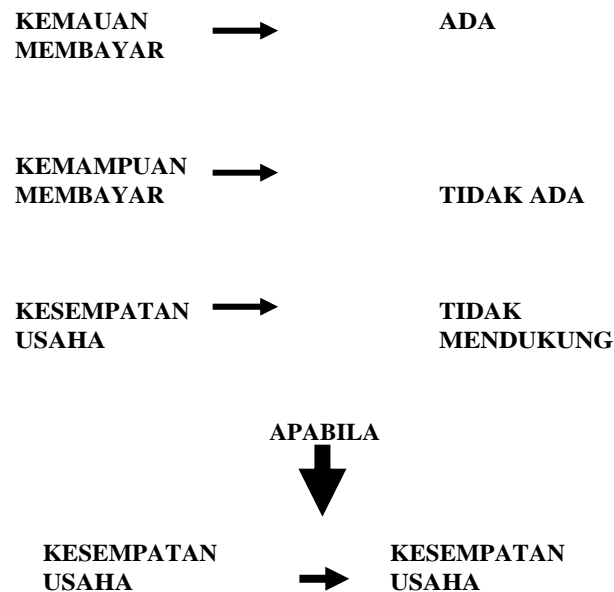 KEMAUAN
MEMBAYAR
ADA
KEMAMPUAN
MEMBAYAR
TIDAK ADA
KESEMPATAN
USAHA
TIDAK
MENDUKUNG
APABILA
KESEMPATAN
USAHA
KESEMPATAN
USAHA